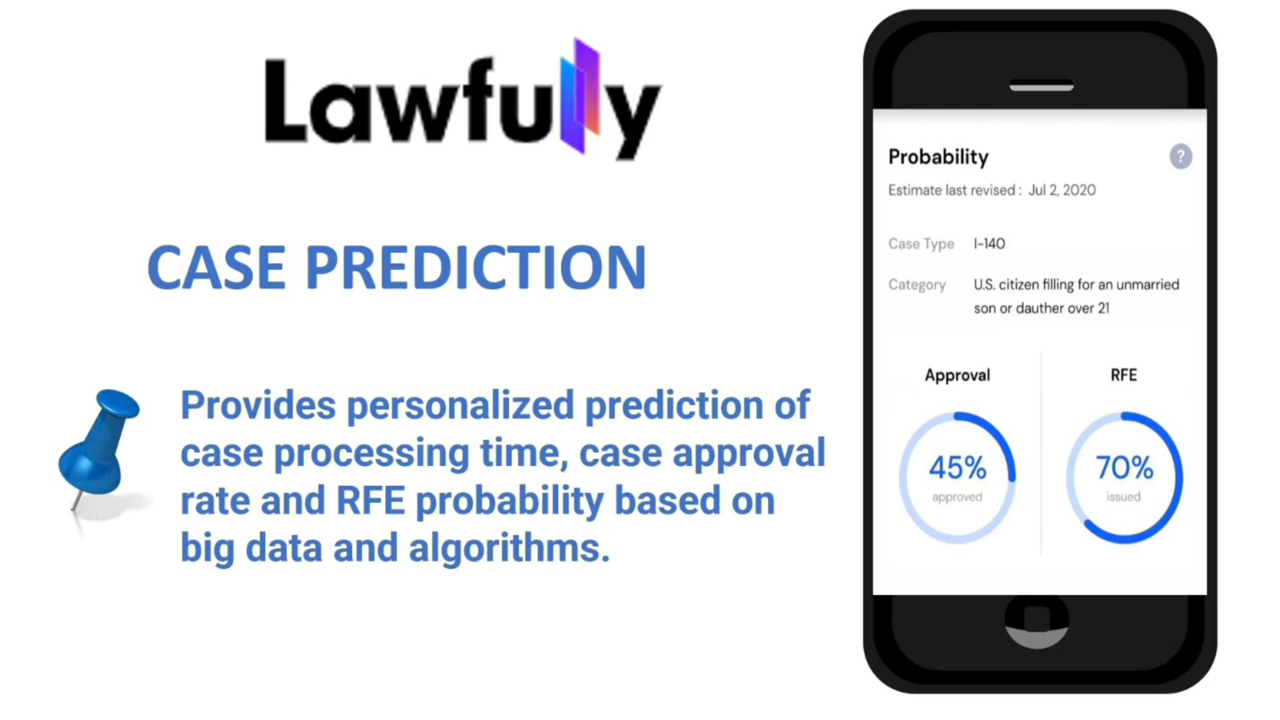 Lawfully
CASE PREDICTION
Provides personalized prediction of
case processing time, case approval
rate and RFE probability based on
big data and algorithms.
Probability
?
Estimate last revised : Jul 2, 2020
Case Type I-140
Category U.S. citizen filling for an unmarried
son or dauther over 21
Approval
45%
approved
RFE
70%
issued